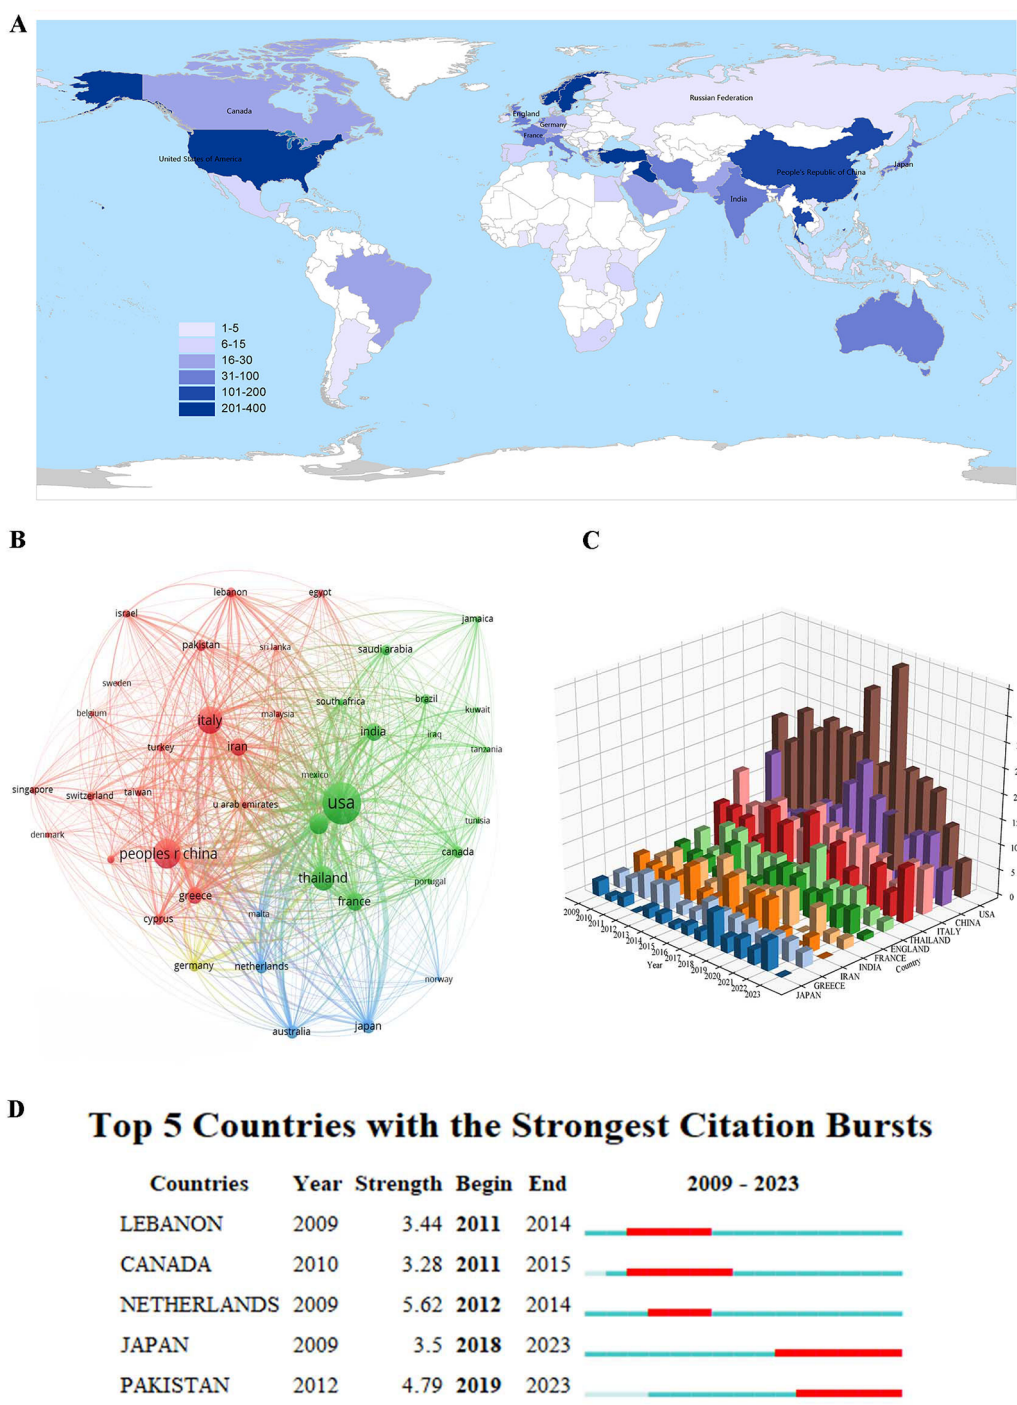 A
Russian Federation
Canada
England
Germany
France
United States of America
People's Republic of China
Japan
India
1-5
6-15
16-30
31-100
101-200
201-400
B
lebanon
egypt
israel
jamaica
pakistan
sri lanka
saudi arabia
sweden
south africa
brazil
belgium
italy
malaysia
kuwait
india
iraq
turkey
iran
tanzania
mexico
singapore
switzerland
taiwan
u arab emirates
usa
denmark
tunisia
peoples r china
canada
thailand
portugal
greece
france
cyprus
malta
germany
netherlands
norway
australia
japan
C
0
5
10
15
20
25
2009
2010
2011
2012
2013
2014
2015
2016
2017
2018
2019
2020
2021
2022
2023
Year
JAPAN
GREECE
IRAN
INDIA
FRANCE
ENGLAND
THAILAND
ITALY
CHINA
USA
Country
D
Top 5 Countries with the Strongest Citation Bursts
Countries Year Strength Begin End 2009 - 2023
LEBANON 2009 3.44 2011 2014
CANADA 2010 3.28 2011 2015
NETHERLANDS 2009 5.62 2012 2014
JAPAN 2009 3.5 2018 2023
PAKISTAN 2012 4.79 2019 2023